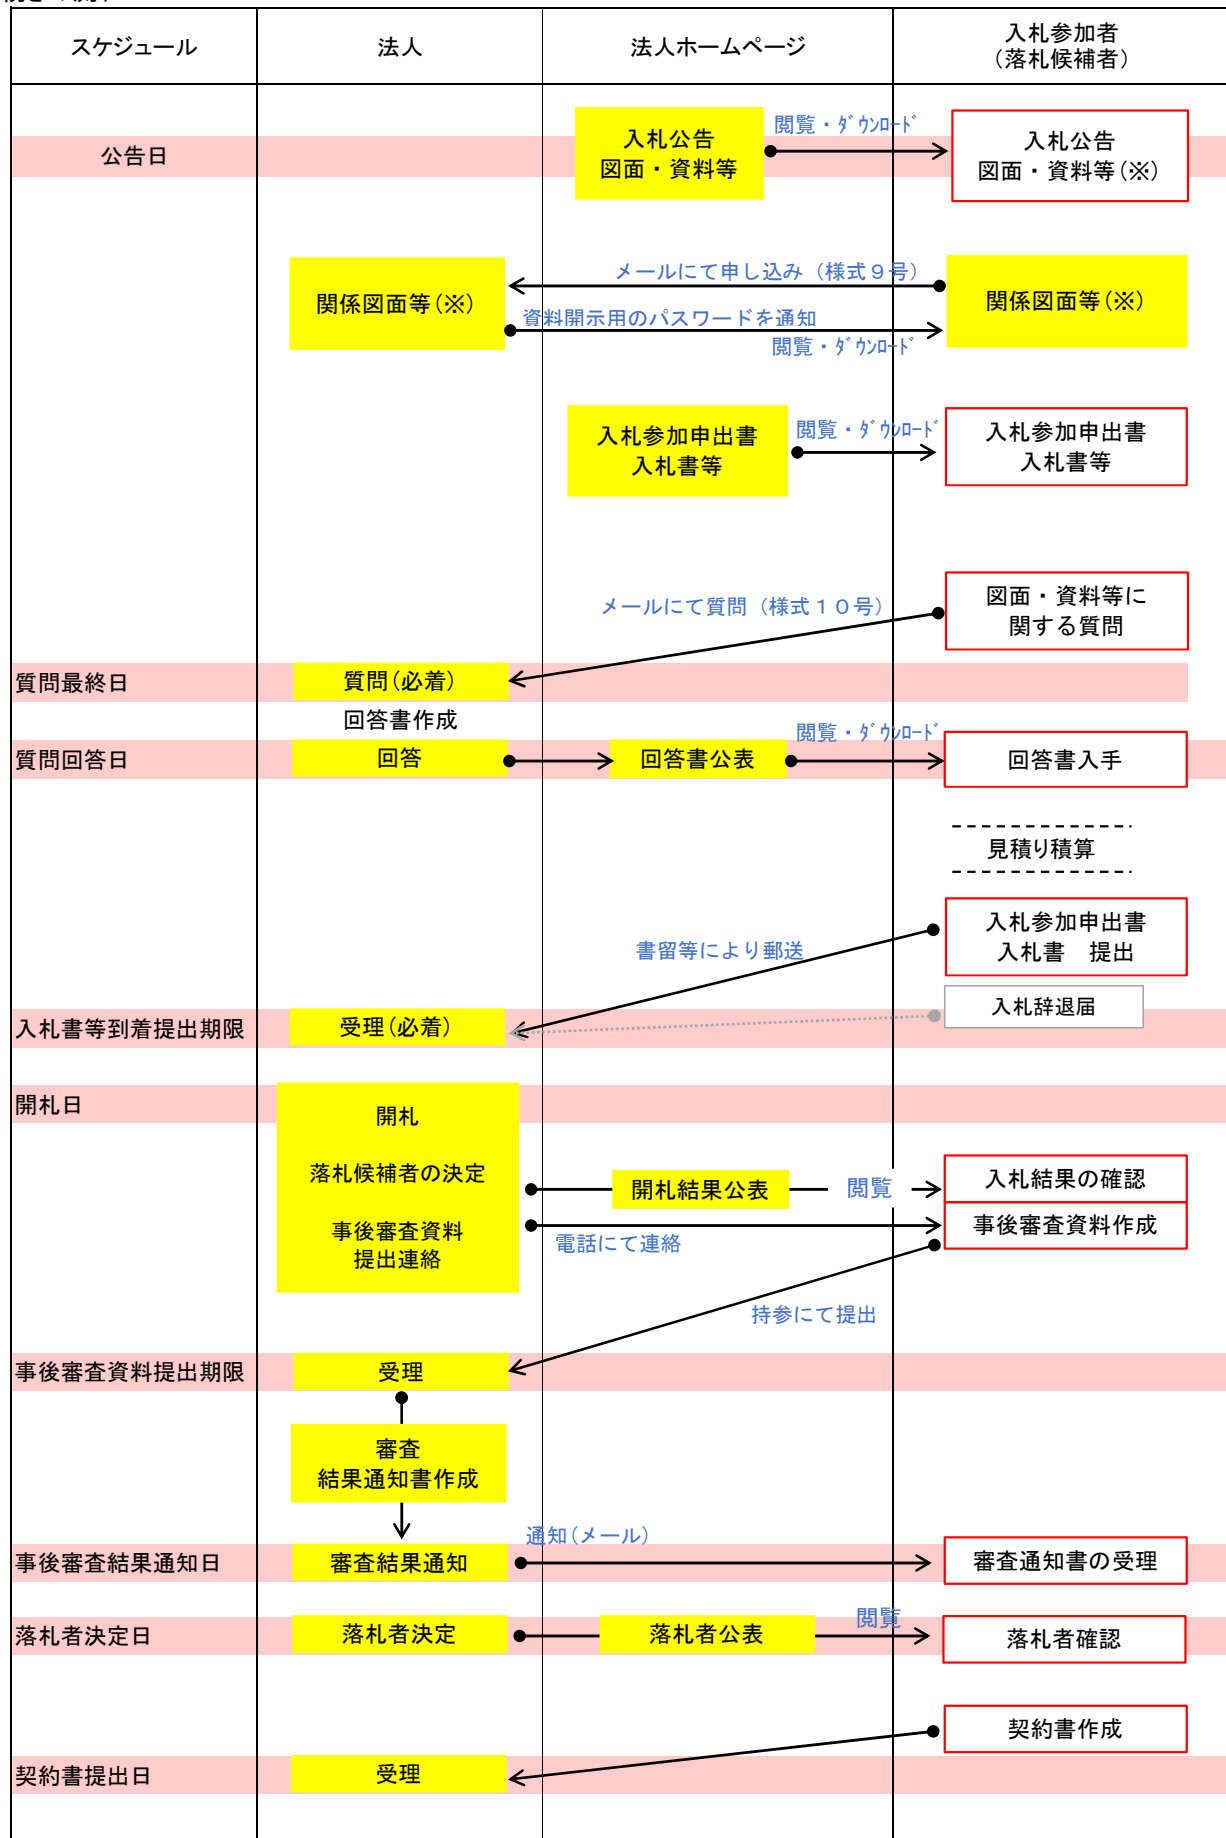 スケジュール
法人
法人ホームページ
入札参加者
（落札候補者）
公告日
入札公告
図面・資料等
閲覧・ﾀﾞｳﾝﾛｰﾄﾞ
入札公告
図面・資料等(※)
関係図面等(※)
メールにて申し込み（様式９号）
資料開示用のパスワードを通知
閲覧・ﾀﾞｳﾝﾛｰﾄﾞ
関係図面等(※)
入札参加申出書
入札書等
閲覧・ﾀﾞｳﾝﾛｰﾄﾞ
入札参加申出書
入札書等
メールにて質問（様式１０号）
図面・資料等に
関する質問
質問最終日
質問(必着)
回答書作成
質問回答日
回答
回答書公表
閲覧・ﾀﾞｳﾝﾛｰﾄﾞ
回答書入手
見積り積算
書留等により郵送
入札参加申出書
入札書　提出
入札辞退届
入札書等到着提出期限
受理(必着)
開札日
開札
落札候補者の決定
事後審査資料
提出連絡
開札結果公表
閲覧
入札結果の確認
電話にて連絡
事後審査資料作成
持参にて提出
事後審査資料提出期限
受理
審査
結果通知書作成
事後審査結果通知日
審査結果通知
通知(メール)
審査通知書の受理
落札者決定日
落札者決定
落札者公表
閲覧
落札者確認
契約書作成
契約書提出日
受理